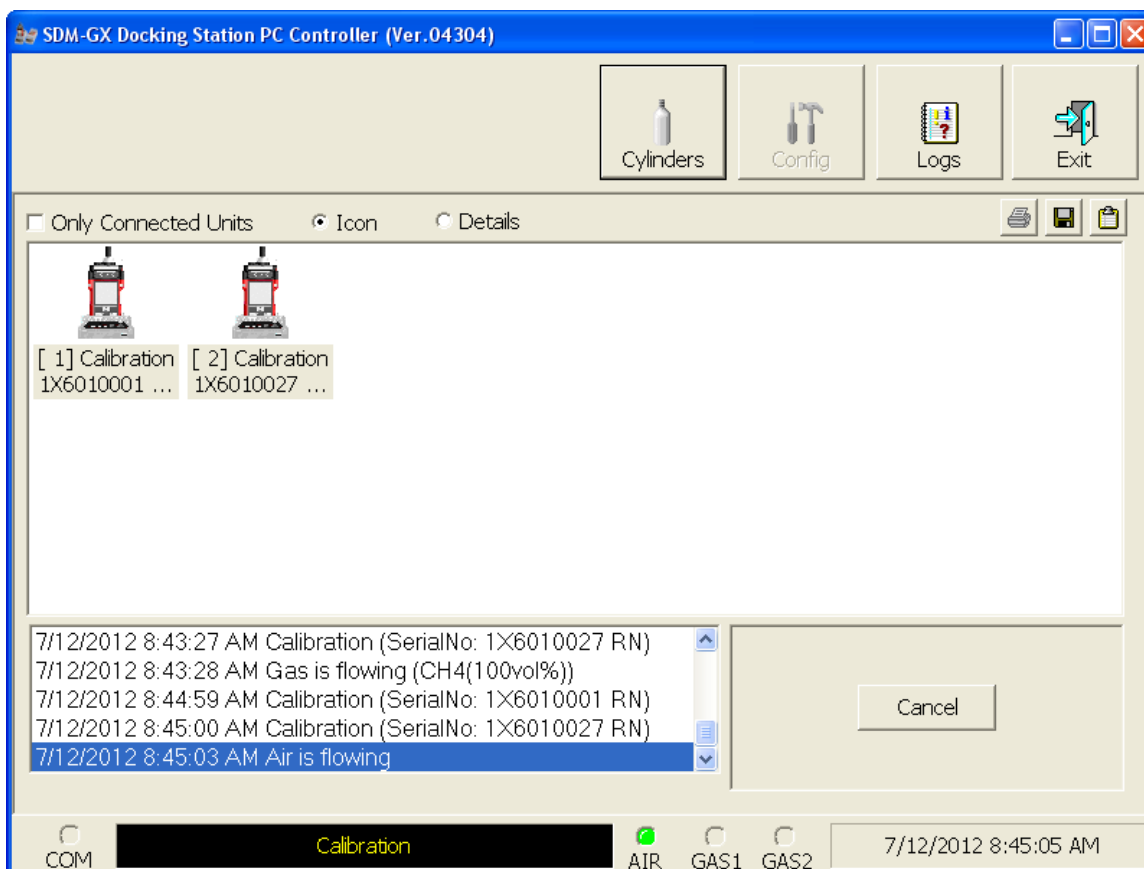 SDM-GX Docking Station PC Controller (Ver.04304)
Cylinders
Config
Logs
Exit
Only Connected Units
Icon
Details
[ 1] Calibration
1X6010001 ...
[ 2] Calibration
1X6010027 ...
7/12/2012 8:43:27 AM Calibration (SerialNo: 1X6010027 RN)
7/12/2012 8:43:28 AM Gas is flowing (CH4(100vol%))
7/12/2012 8:44:59 AM Calibration (SerialNo: 1X6010001 RN)
7/12/2012 8:45:00 AM Calibration (SerialNo: 1X6010027 RN)
7/12/2012 8:45:03 AM Air is flowing
Cancel
COM
Calibration
AIR
GAS1
GAS2
7/12/2012 8:45:05 AM